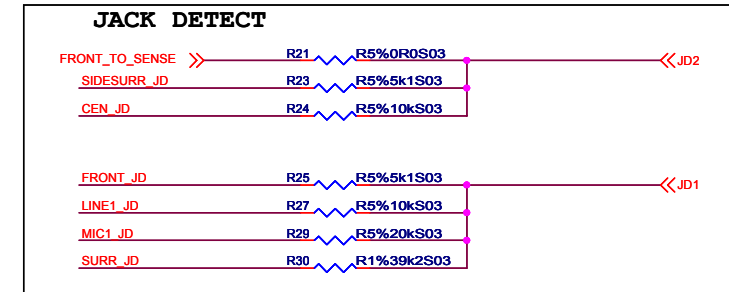 JACK DETECT
FRONT_TO_SENSE R21 R5%0R0S03 JD2
SIDESURR_JD R23 R5%5k1S03
CEN_JD R24 R5%10kS03
FRONT_JD R25 R5%5k1S03 JD1
LINE1_JD R27 R5%10kS03
MIC1_JD R29 R5%20kS03
SURR_JD R30 R1%39k2S03